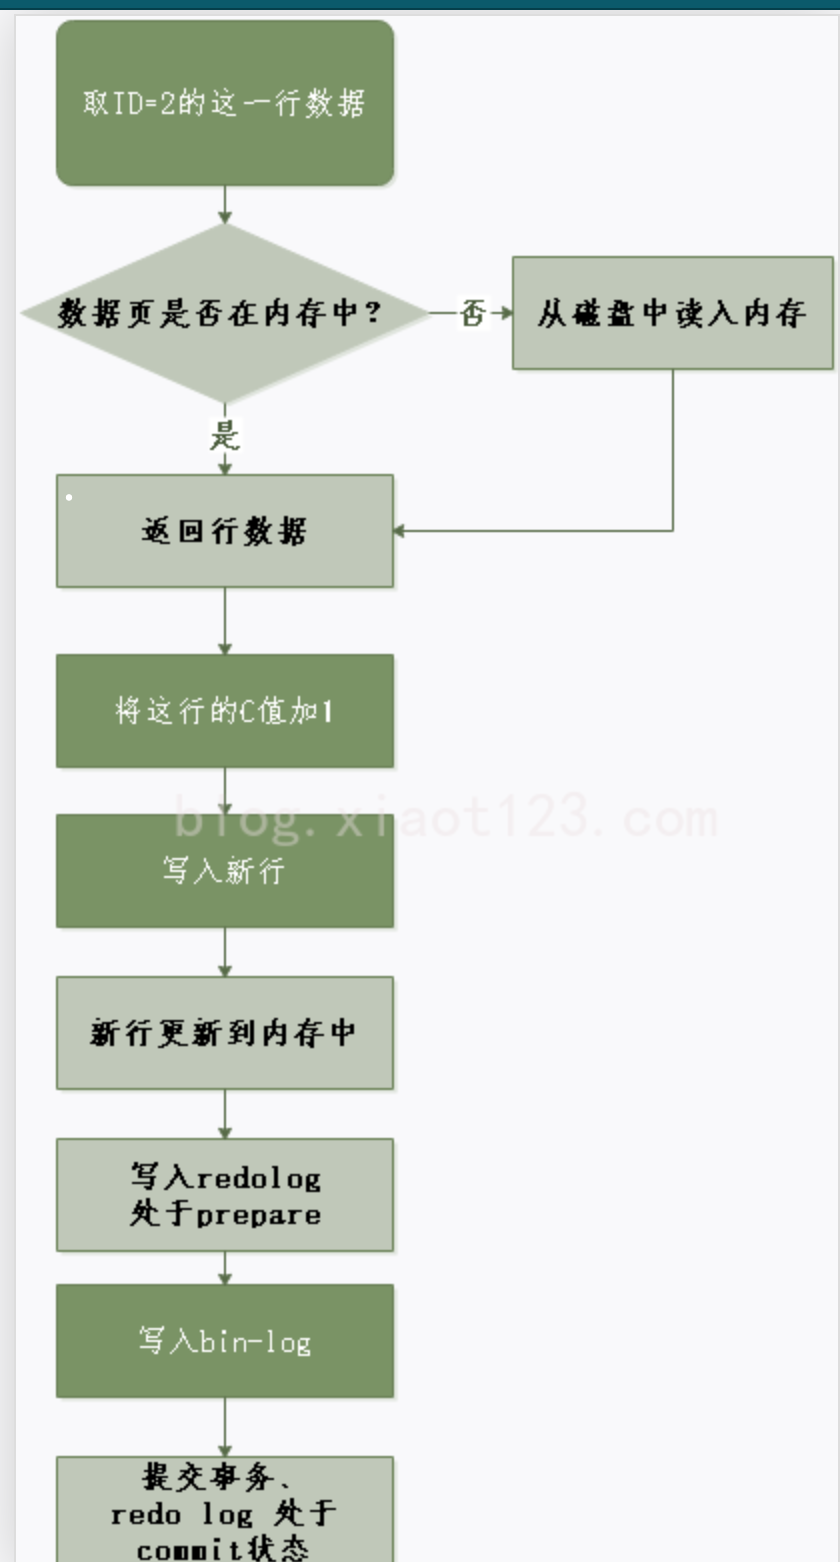 取ID=2的这一行数据
数据页是否在内存中?
否
从磁盘中读入内存
是
返回行数据
将这行的C值加1
blog.xiaot123.com
写入新行
新行更新到内存中
写入redolog
处于prepare
写入bin-log
提交事务、
redo log 处于
commit状态